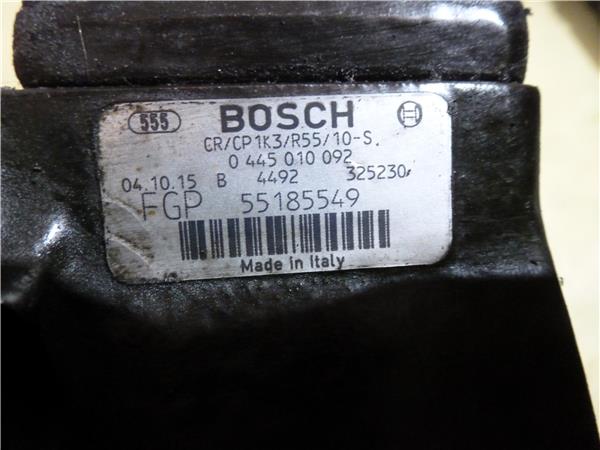 555 BOSCH
CR/CP1K3/R55/10-S.
0 445 010 092
04.10.15 B 4492 325230
FGP 55185549
Made in Italy